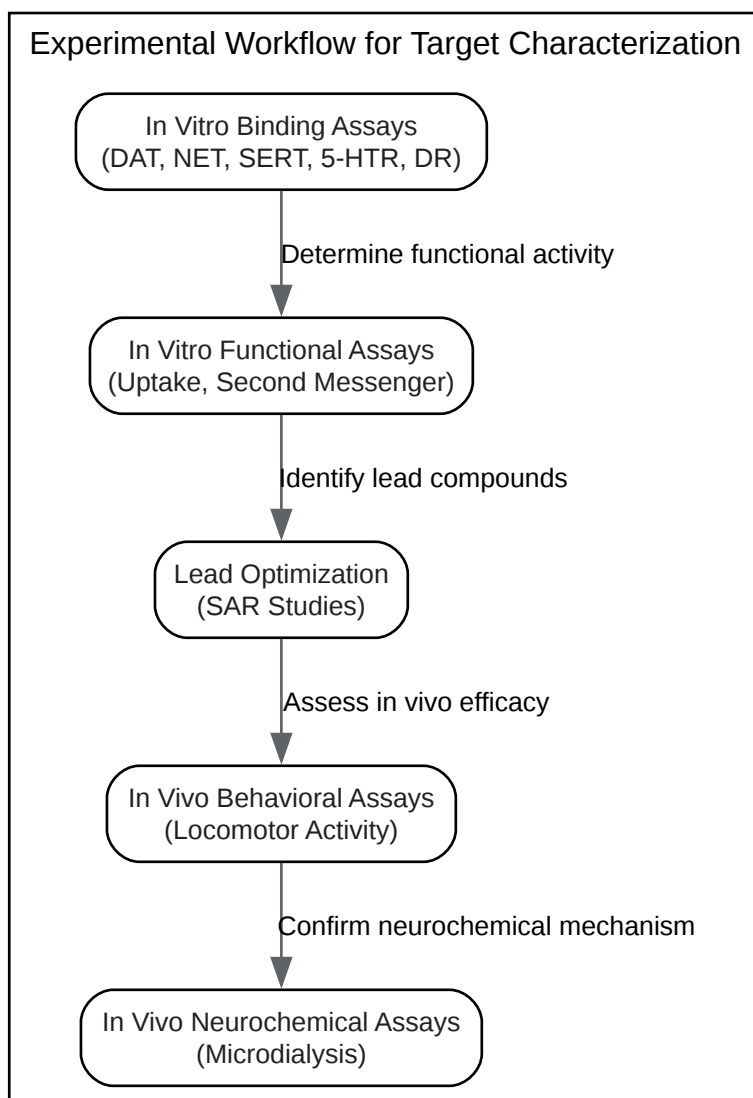 Experimental Workflow for Target Characterization
In Vitro Binding Assays
(DAT, NET, SERT, 5-HTR, DR)
Determine functional activity
In Vitro Functional Assays
(Uptake, Second Messenger)
Identify lead compounds
Lead Optimization
(SAR Studies)
Assess in vivo efficacy
In Vivo Behavioral Assays
(Locomotor Activity)
Confirm neurochemical mechanism
In Vivo Neurochemical Assays
(Microdialysis)